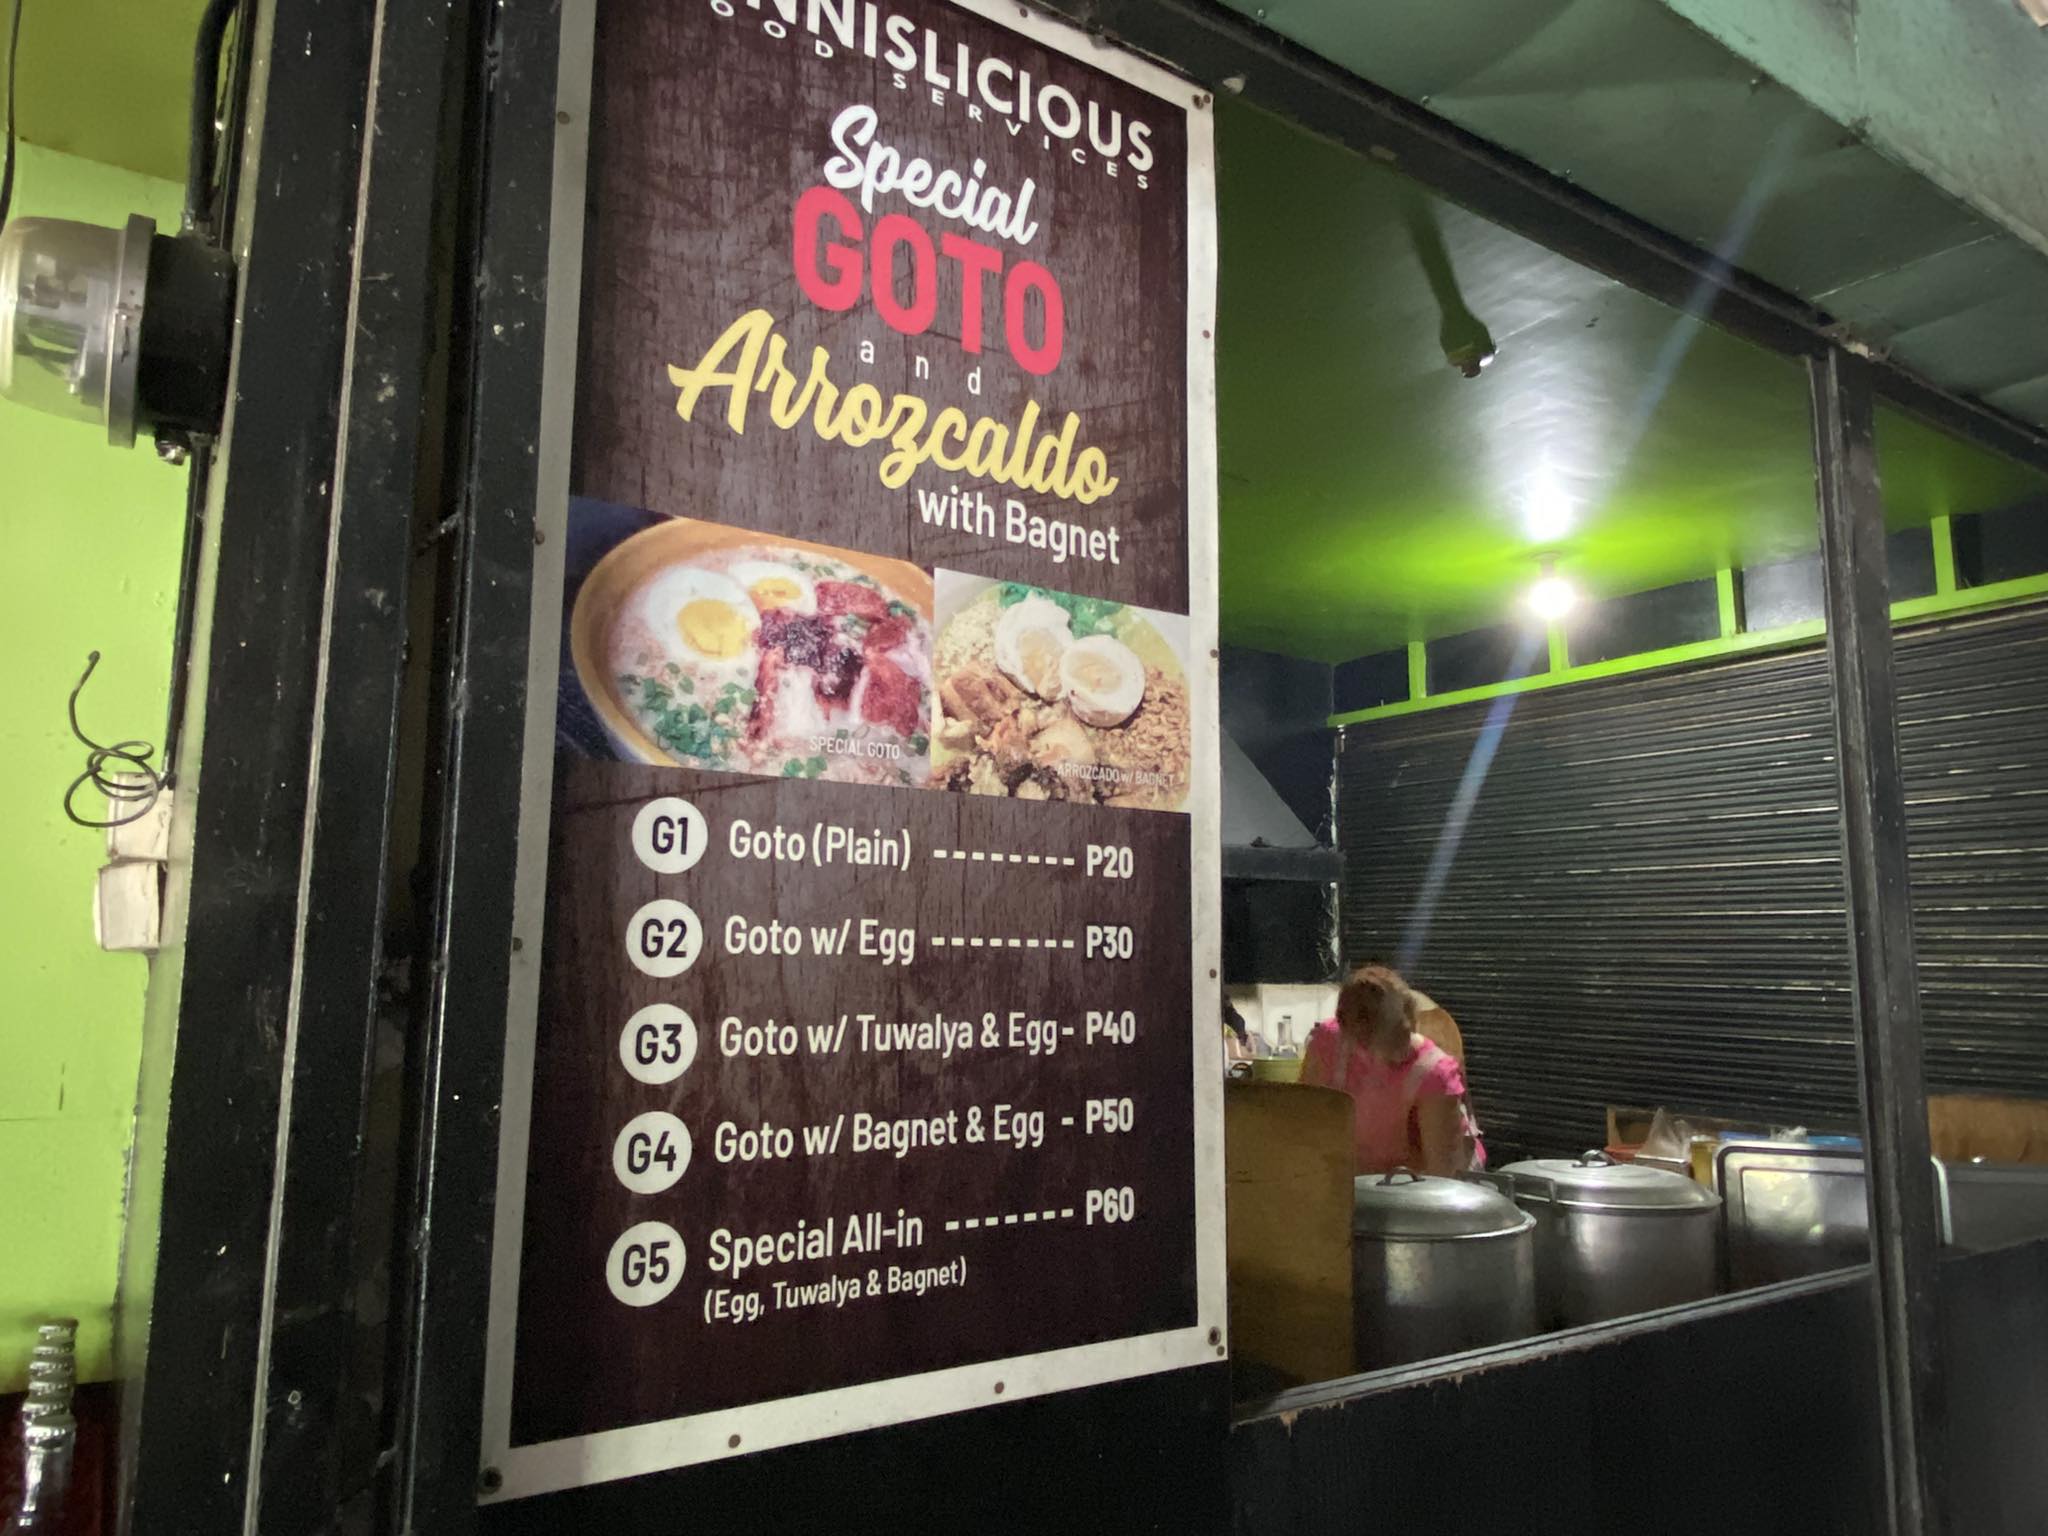 NNISLICIOUS
OOD SERVICES
Special
GOTO
and
Arrozcaldo
with Bagnet
SPECIAL GOTO
ARROZCADO w/ BAGNET
G1 Goto (Plain) -------- P20
G2 Goto w/ Egg -------- P30
G3 Goto w/ Tuwalya & Egg- P40
G4 Goto w/ Bagnet & Egg - P50
G5 Special All-in ------- P60
(Egg, Tuwalya & Bagnet)